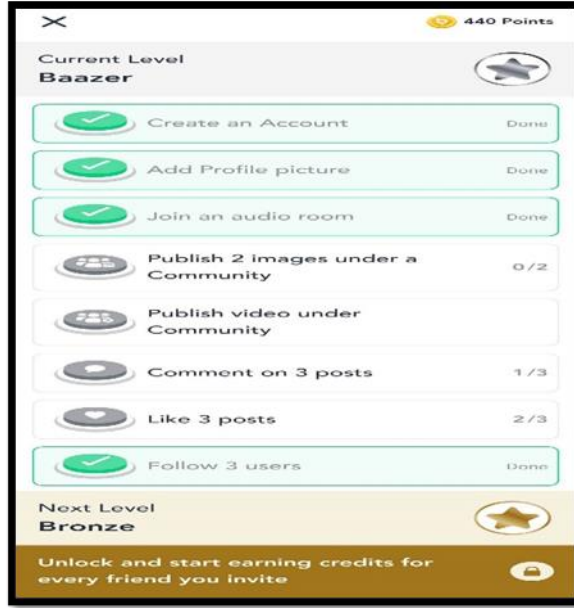 440 Points
Current Level
Baazer
Create an Account
Done
Add Profile picture
Done
Join an audio room
Done
Publish 2 images under a
Community
0/2
Publish video under
Community
Comment on 3 posts
1/3
Like 3 posts
2/3
Follow 3 users
Done
Next Level
Bronze
Unlock and start earning credits for
every friend you invite